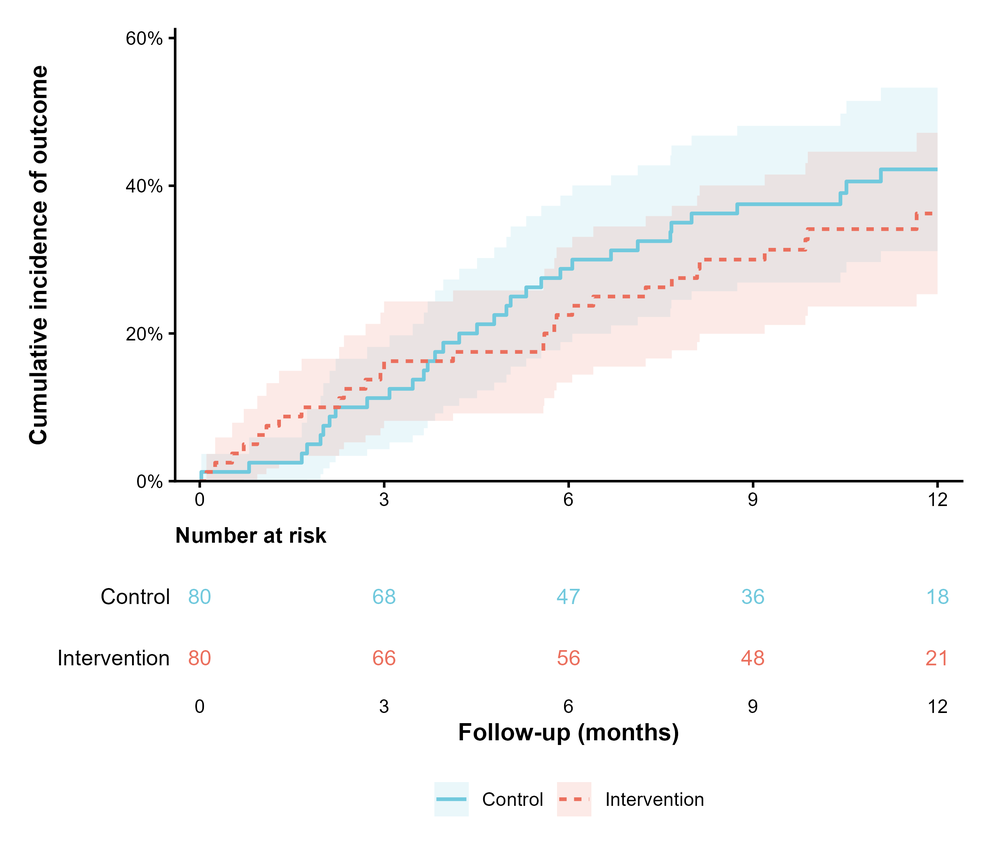 Cumulative incidence of outcome
60%
40%
20%
0%
0 3 6 9 12
Number at risk
Control 80 68 47 36 18
Intervention 80 66 56 48 21
0 3 6 9 12
Follow-up (months)
Control Intervention